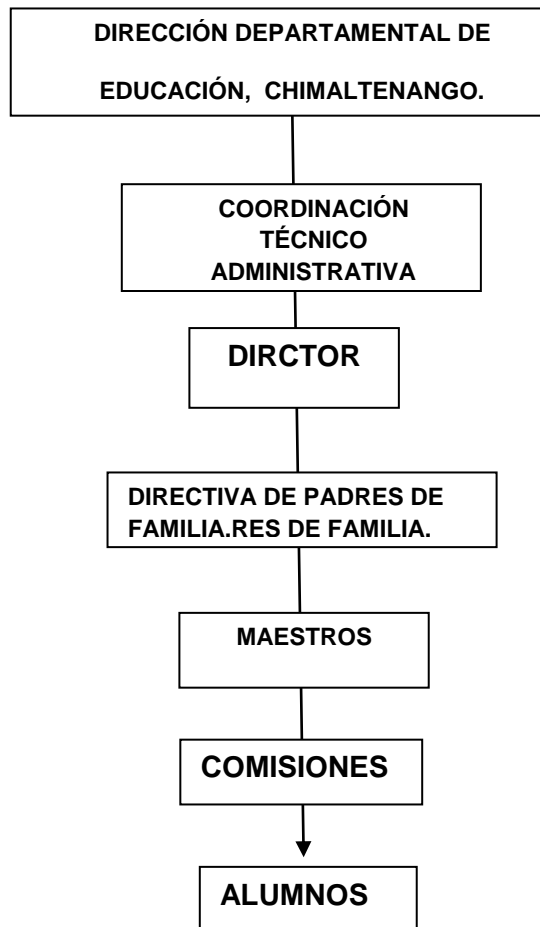 DIRECCIÓN DEPARTAMENTAL DE
EDUCACIÓN, CHIMALTENANGO.
COORDINACIÓN
TÉCNICO
ADMINISTRATIVA
DIRCTOR
DIRECTIVA DE PADRES DE
FAMILIA.RES DE FAMILIA.
MAESTROS
COMISIONES
ALUMNOS